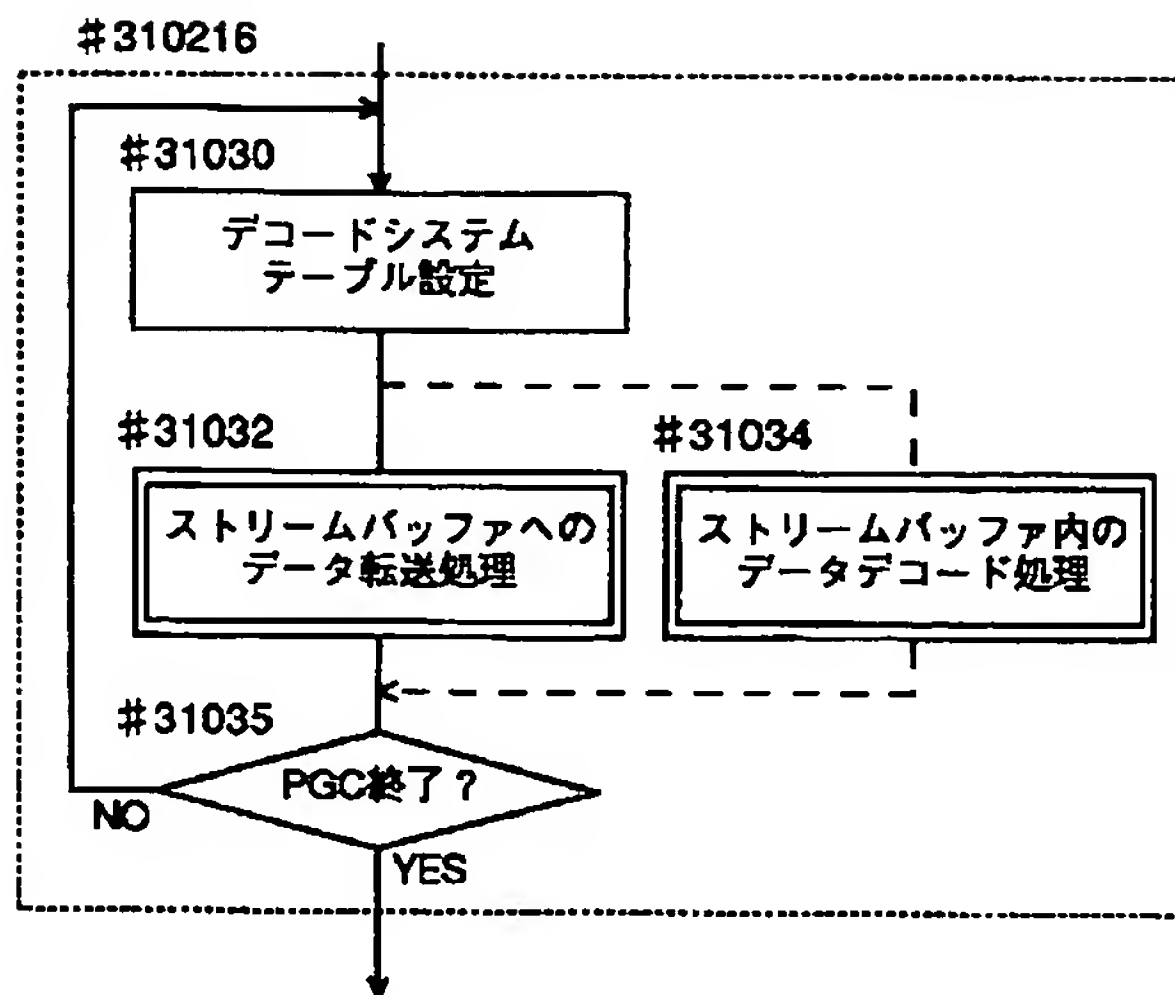 #310216
#31030
デコードシステム
テーブル設定
#31032
#31034
ストリームバッファへの
データ転送処理
ストリームバッファ内の
データデコード処理
#31035
PGC終了?
NO
YES